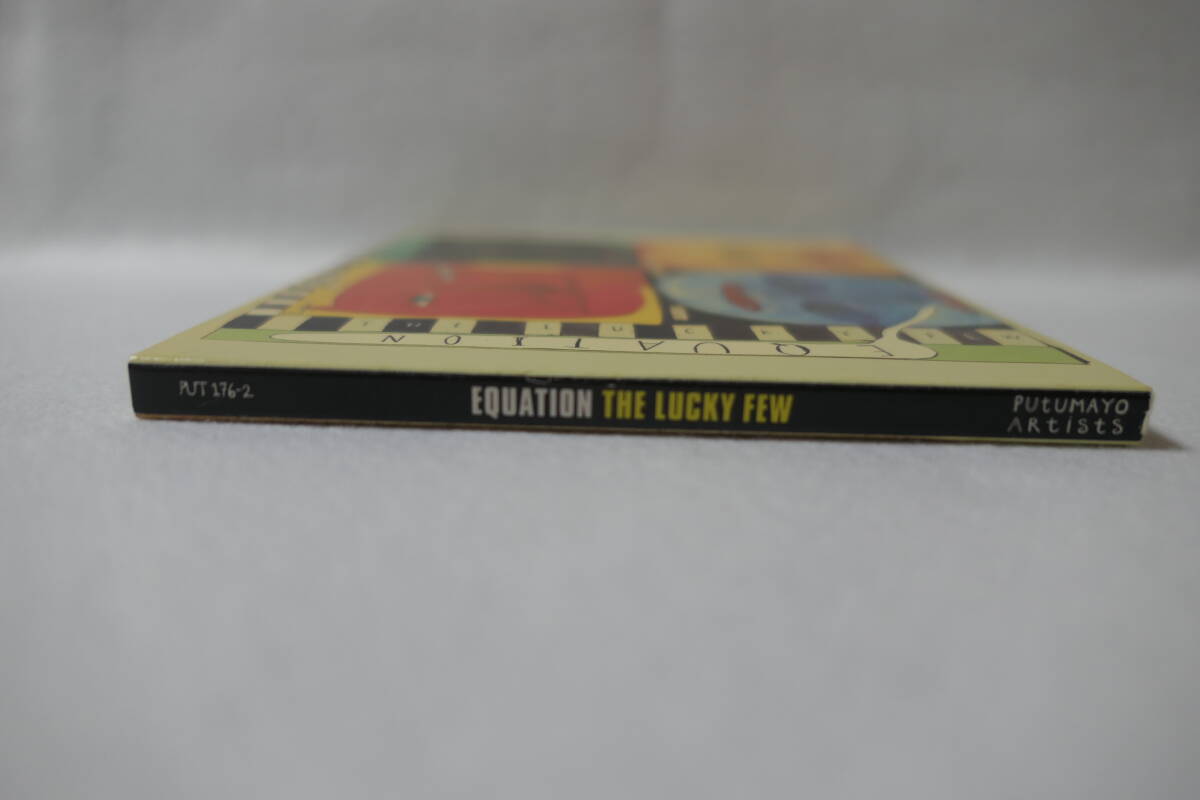 EQUATION
PUT 176-2
EQUATION THE LUCKY FEW
PUTUMAYO
ARTISTS